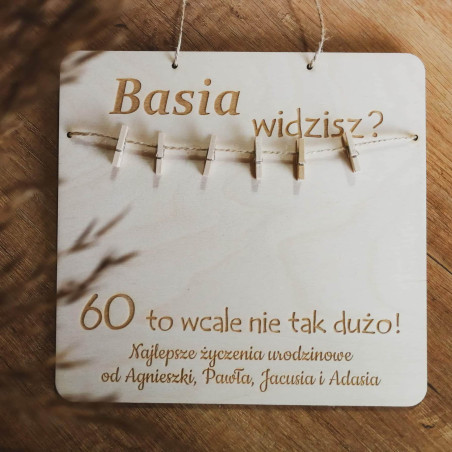 Basia
widzisz?
60 to wcale nie tak dużo!
Najlepsze życzenia urodzinowe
od Agnieszki, Pawła, Jacusia i Adasia